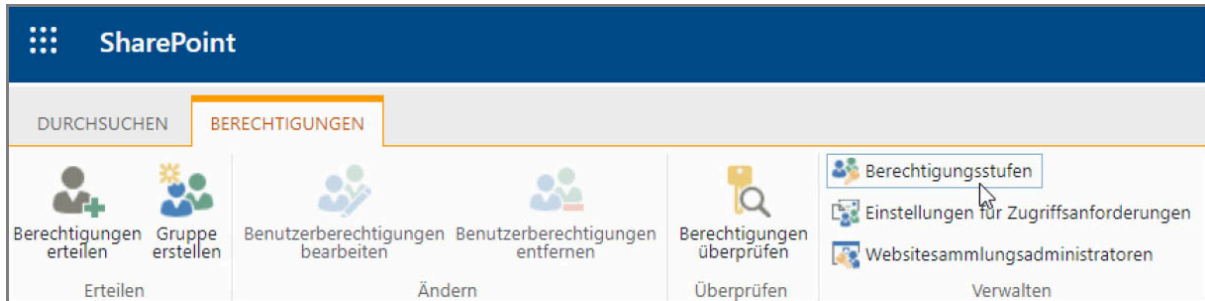 SharePoint
DURCHSUCHEN
BERECHTIGUNGEN
Berechtigungen
erteilen
Gruppe
erstellen
Benutzerberechtigungen
bearbeiten
Benutzerberechtigungen
entfernen
Berechtigungen
überprüfen
Berechtigungsstufen
Einstellungen für Zugriffsanforderungen
Websitesammlungsadministratoren
Erteilen
Ändern
Überprüfen
Verwalten